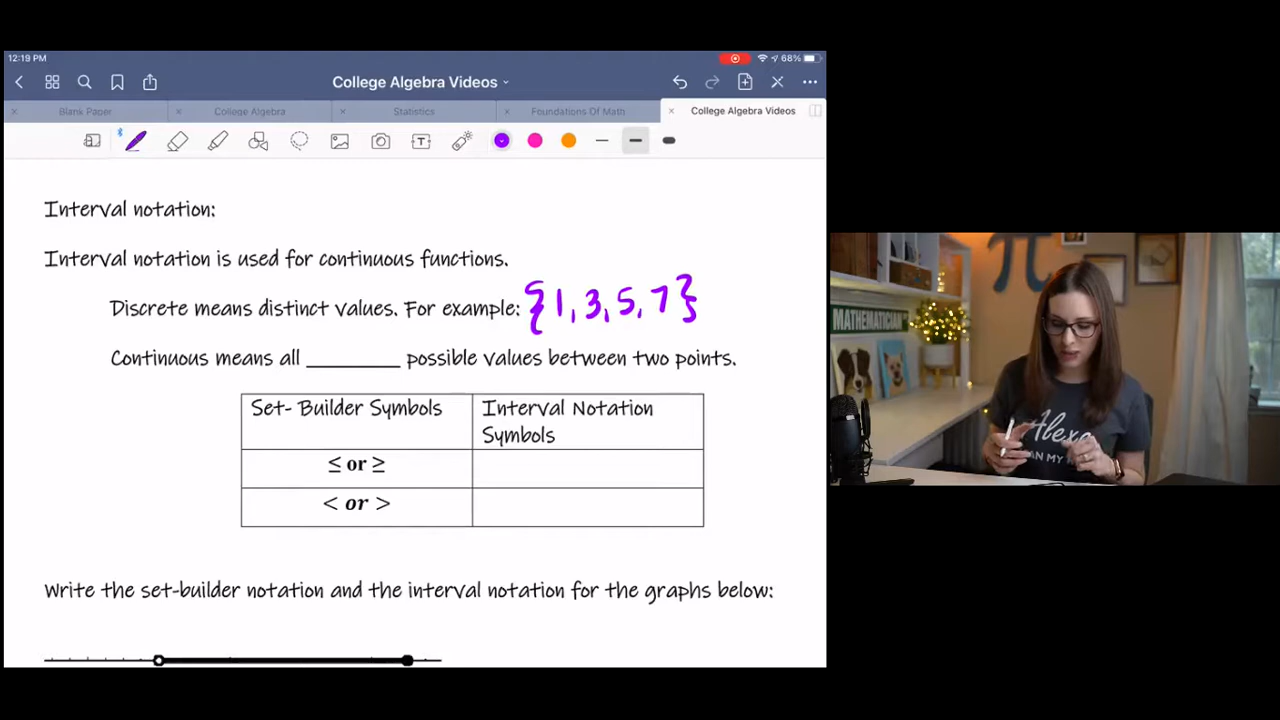 12:19 PM
68%
College Algebra Videos
Blank Paper
College Algebra
Statistics
Foundations Of Math
College Algebra Videos
Interval notation:
Interval notation is used for continuous functions.
Discrete means distinct values. For example: {1, 3, 5, 7}
Continuous means all _________ possible values between two points.
Set- Builder Symbols
Interval Notation
Symbols
≤ or ≥
< or >
Write the set-builder notation and the interval notation for the graphs below:
MATHEMATICIAN
Alexa